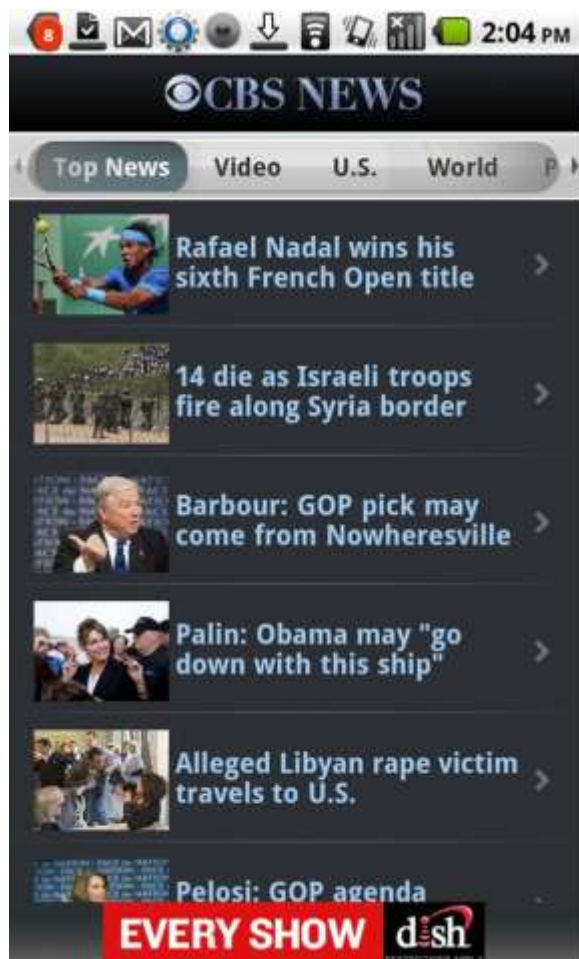 8
2:04 PM
CBS NEWS
Top News Video U.S. World P
Rafael Nadal wins his
sixth French Open title
14 die as Israeli troops
fire along Syria border
Barbour: GOP pick may
come from Nowheresville
Palin: Obama may "go
down with this ship"
Alleged Libyan rape victim
travels to U.S.
Pelosi: GOP agenda
EVERY SHOW dish